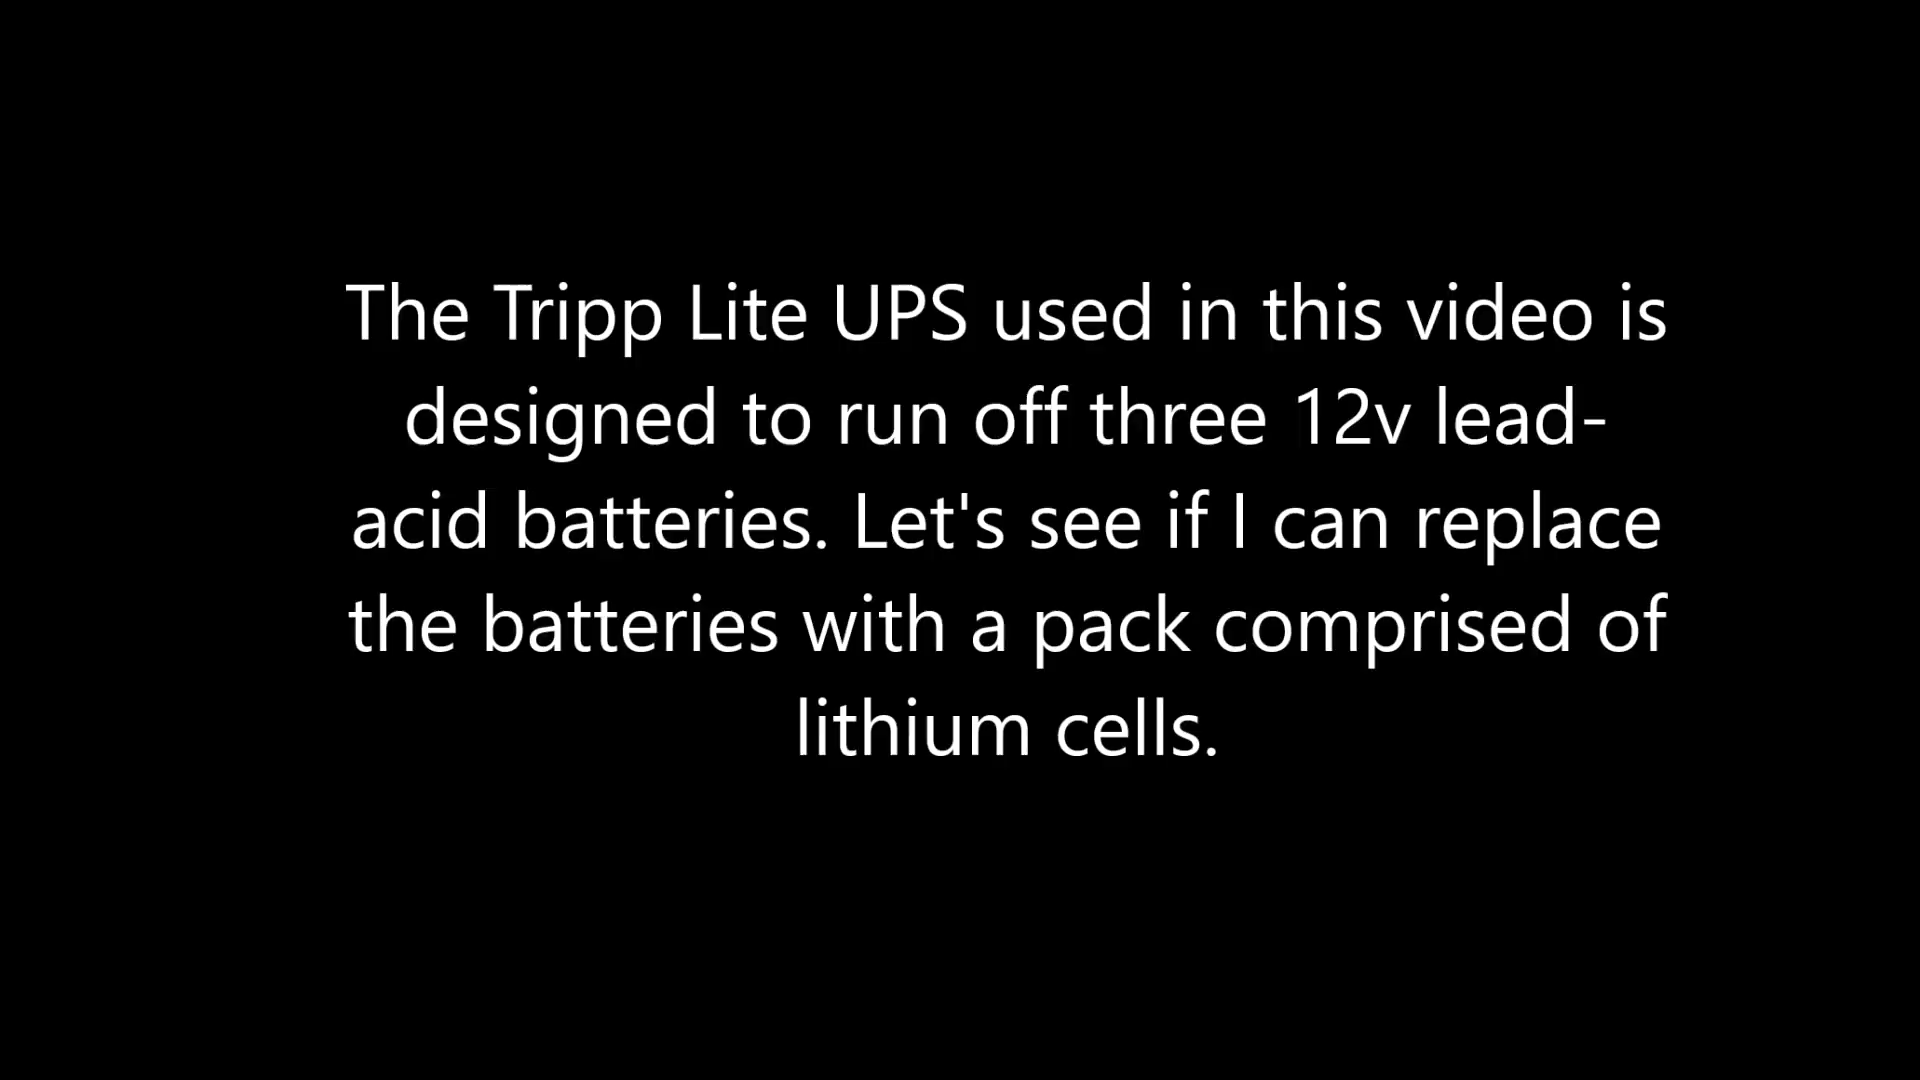 The Tripp Lite UPS used in this video is
designed to run off three 12v lead-
acid batteries. Let's see if I can replace
the batteries with a pack comprised of
lithium cells.